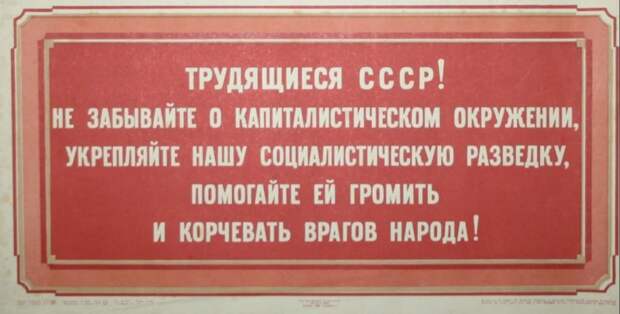 ТРУДЯЩИЕСЯ СССР!
НЕ ЗАБЫВАЙТЕ О КАПИТАЛИСТИЧЕСКОМ ОКРУЖЕНИИ,
УКРЕПЛЯЙТЕ НАШУ СОЦИАЛИСТИЧЕСКУЮ РАЗВЕДКУ,
ПОМОГАЙТЕ ЕЙ ГРОМИТЬ
И КОРЧЕВАТЬ ВРАГОВ НАРОДА!